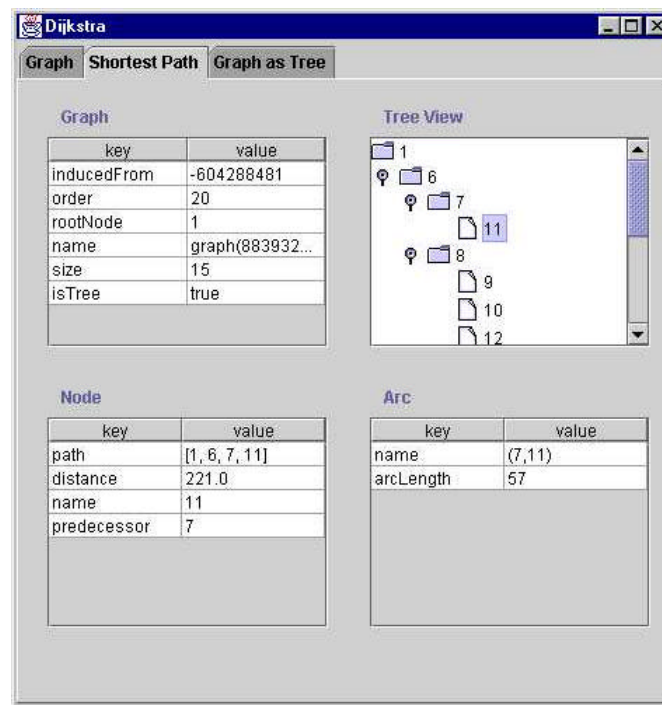 Dijkstra
Graph Shortest Path Graph as Tree
Graph
key value
inducedFrom -604288481
order 20
rootNode 1
name graph(883932...
size 15
isTree true
Tree View
1
6
7
11
8
9
10
12
Node
key value
path [1, 6, 7, 11]
distance 221.0
name 11
predecessor 7
Arc
key value
name (7,11)
arcLength 57